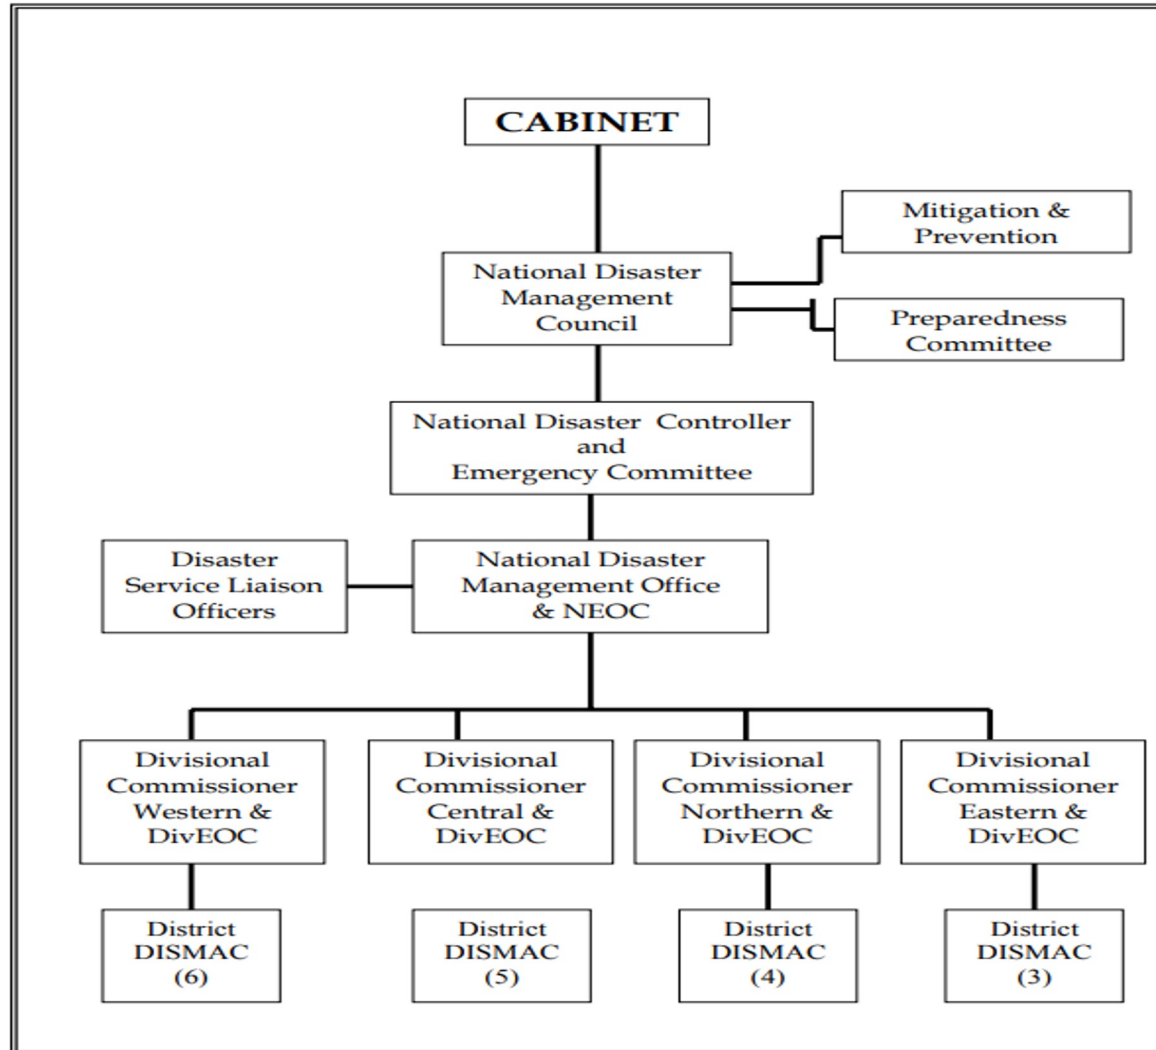 CABINET
Mitigation &
Prevention
National Disaster
Management
Council
Preparedness
Committee
National Disaster Controller
and
Emergency Committee
Disaster
Service Liaison
Officers
National Disaster
Management Office
& NEOC
Divisional
Commissioner
Western &
DivEOC
Divisional
Commissioner
Central &
DivEOC
Divisional
Commissioner
Northern &
DivEOC
Divisional
Commissioner
Eastern &
DivEOC
District
DISMAC
(6)
District
DISMAC
(5)
District
DISMAC
(4)
District
DISMAC
(3)